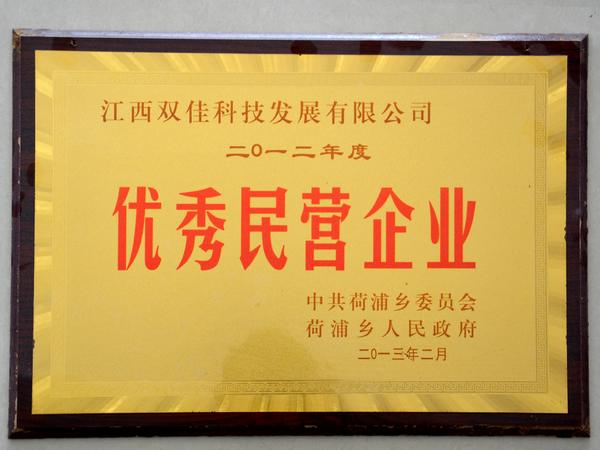 江西双佳科技发展有限公司
二〇一二年度
优秀民营企业
中共荷浦乡委员会
荷浦乡人民政府
二〇一三年二月